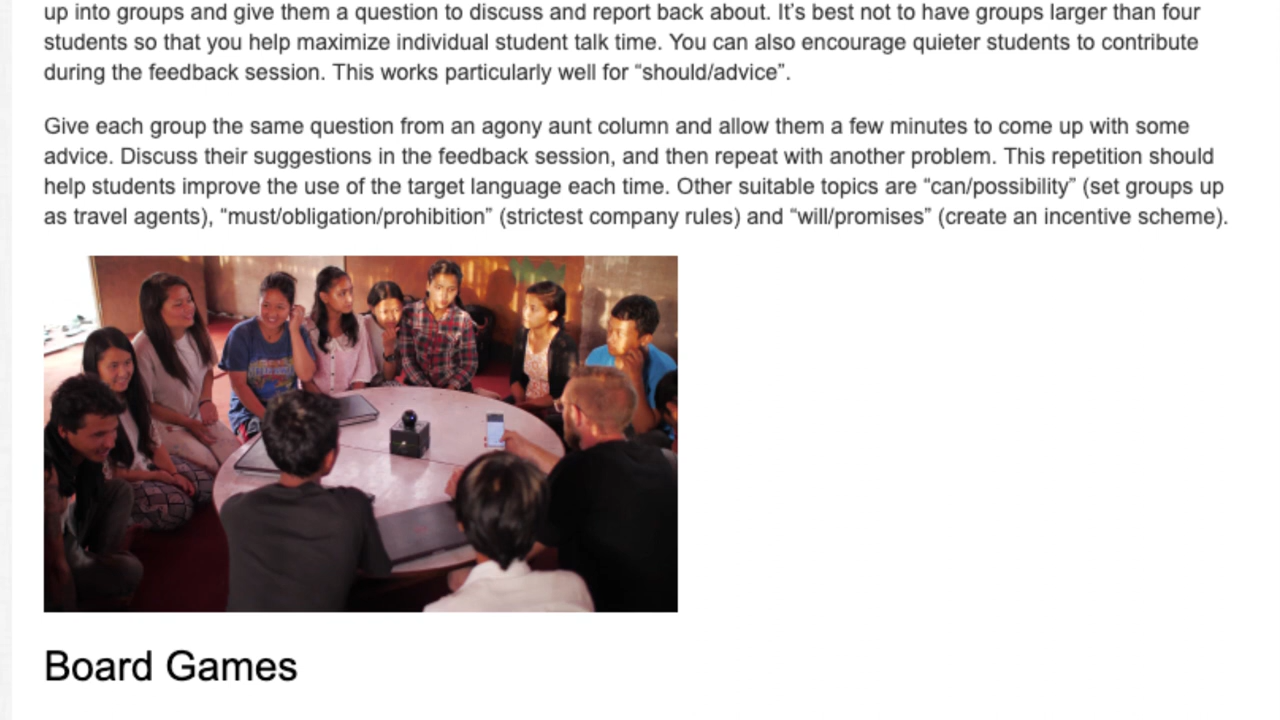 up into groups and give them a question to discuss and report back about. It’s best not to have groups larger than four
students so that you help maximize individual student talk time. You can also encourage quieter students to contribute
during the feedback session. This works particularly well for “should/advice”.
Give each group the same question from an agony aunt column and allow them a few minutes to come up with some
advice. Discuss their suggestions in the feedback session, and then repeat with another problem. This repetition should
help students improve the use of the target language each time. Other suitable topics are “can/possibility” (set groups up
as travel agents), “must/obligation/prohibition” (strictest company rules) and “will/promises” (create an incentive scheme).
Board Games